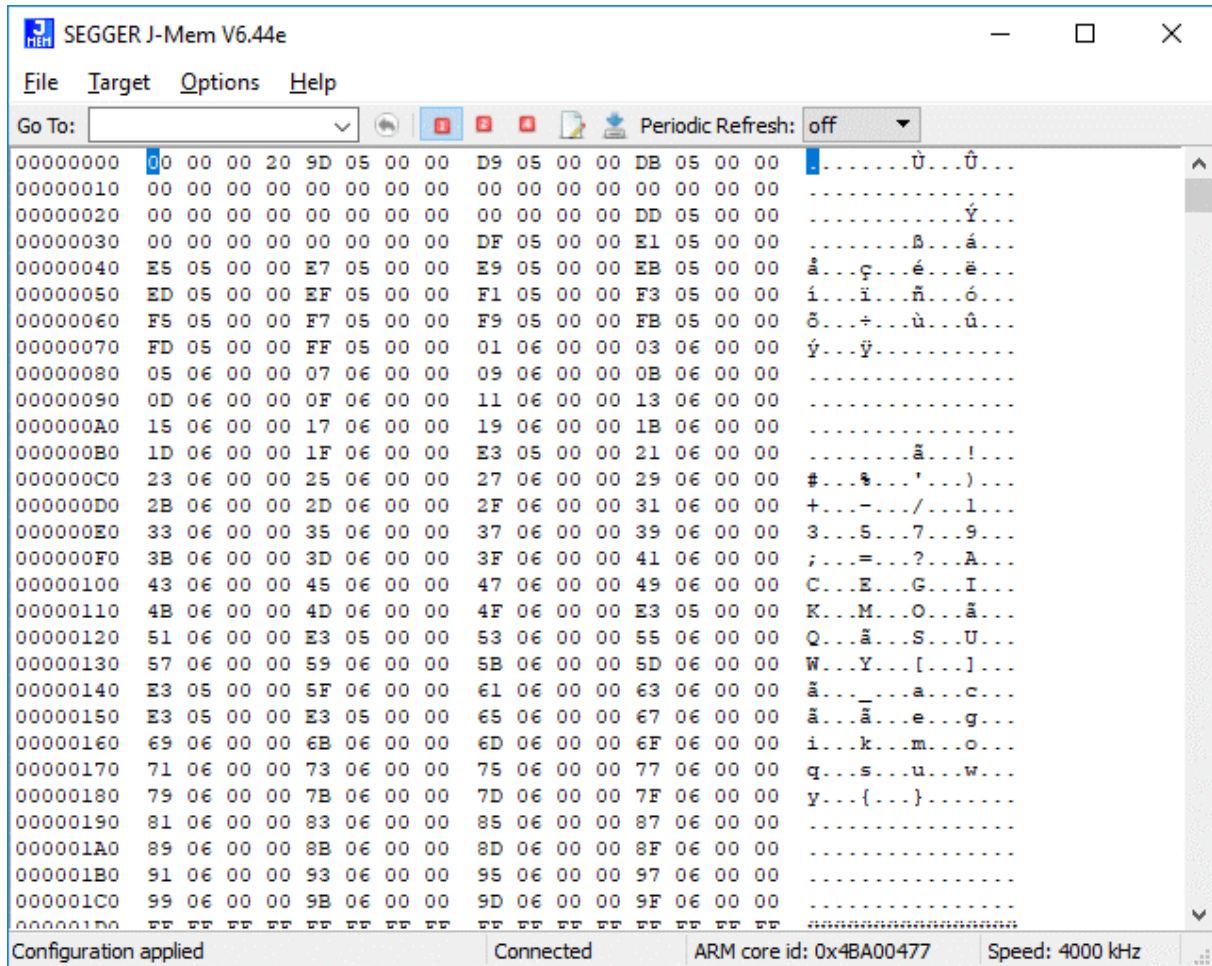 J MEM SEGGER J-Mem V6.44e
File Target Options Help
Go To: 1 2 4 Periodic Refresh: off
00000000 00 00 00 20 9D 05 00 00 D9 05 00 00 DB 05 00 00 ........Ù...Û...
00000010 00 00 00 00 00 00 00 00 00 00 00 00 00 00 00 00 ................
00000020 00 00 00 00 00 00 00 00 00 00 00 00 DD 05 00 00 ............Ý...
00000030 00 00 00 00 00 00 00 00 DF 05 00 00 E1 05 00 00 ........ß...á...
00000040 E5 05 00 00 E7 05 00 00 E9 05 00 00 EB 05 00 00 å...ç...é...ë...
00000050 ED 05 00 00 EF 05 00 00 F1 05 00 00 F3 05 00 00 í...ï...ñ...ó...
00000060 F5 05 00 00 F7 05 00 00 F9 05 00 00 FB 05 00 00 õ...÷...ù...û...
00000070 FD 05 00 00 FF 05 00 00 01 06 00 00 03 06 00 00 ý...ÿ...........
00000080 05 06 00 00 07 06 00 00 09 06 00 00 0B 06 00 00 ................
00000090 0D 06 00 00 0F 06 00 00 11 06 00 00 13 06 00 00 ................
000000A0 15 06 00 00 17 06 00 00 19 06 00 00 1B 06 00 00 ................
000000B0 1D 06 00 00 1F 06 00 00 E3 05 00 00 21 06 00 00 ........ã...!...
000000C0 23 06 00 00 25 06 00 00 27 06 00 00 29 06 00 00 #...%...'...)...
000000D0 2B 06 00 00 2D 06 00 00 2F 06 00 00 31 06 00 00 +...-.../...1...
000000E0 33 06 00 00 35 06 00 00 37 06 00 00 39 06 00 00 3...5...7...9...
000000F0 3B 06 00 00 3D 06 00 00 3F 06 00 00 41 06 00 00 ;...=...?...A...
00000100 43 06 00 00 45 06 00 00 47 06 00 00 49 06 00 00 C...E...G...I...
00000110 4B 06 00 00 4D 06 00 00 4F 06 00 00 E3 05 00 00 K...M...O...ã...
00000120 51 06 00 00 E3 05 00 00 53 06 00 00 55 06 00 00 Q...ã...S...U...
00000130 57 06 00 00 59 06 00 00 5B 06 00 00 5D 06 00 00 W...Y...[...]...
00000140 E3 05 00 00 5F 06 00 00 61 06 00 00 63 06 00 00 ã..._...a...c...
00000150 E3 05 00 00 E3 05 00 00 65 06 00 00 67 06 00 00 ã...ã...e...g...
00000160 69 06 00 00 6B 06 00 00 6D 06 00 00 6F 06 00 00 i...k...m...o...
00000170 71 06 00 00 73 06 00 00 75 06 00 00 77 06 00 00 q...s...u...w...
00000180 79 06 00 00 7B 06 00 00 7D 06 00 00 7F 06 00 00 y...{...}.......
00000190 81 06 00 00 83 06 00 00 85 06 00 00 87 06 00 00 ................
000001A0 89 06 00 00 8B 06 00 00 8D 06 00 00 8F 06 00 00 ................
000001B0 91 06 00 00 93 06 00 00 95 06 00 00 97 06 00 00 ................
000001C0 99 06 00 00 9B 06 00 00 9D 06 00 00 9F 06 00 00 ................
000001D0 FF FF FF FF FF FF FF FF FF FF FF FF FF FF FF FF ÿÿÿÿÿÿÿÿÿÿÿÿÿÿÿÿ
Configuration applied Connected ARM core id: 0x4BA00477 Speed: 4000 kHz